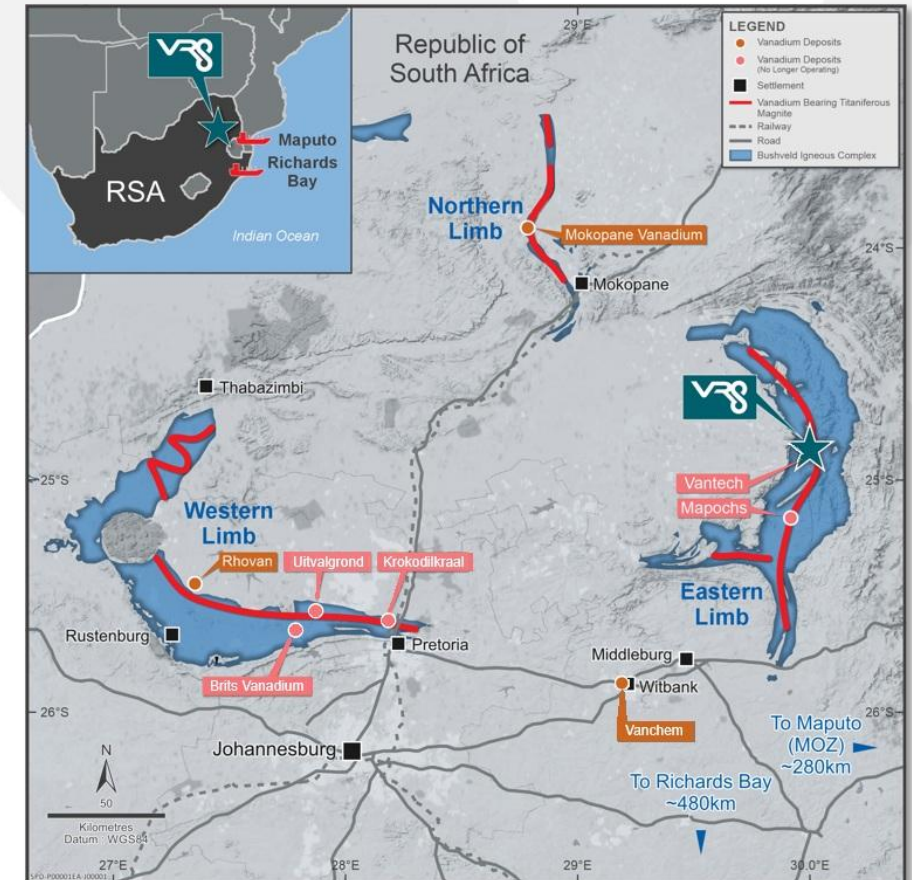 VR8
Maputo
Richards
Bay
RSA
Indian Ocean
29°E
Republic of
South Africa
LEGEND
Vanadium Deposits
Vanadium Deposits
(No Longer Operating)
Settlement
Vanadium Bearing Titaniferous
Magnite
Railway
Road
Bushveld Igneous Complex
Northern
Limb
Mokopane Vanadium
24°S
Mokopane
Thabazimbi
VR8
25°S
25°S
Vantech
Mapochs
Western
Limb
Rhovan
Uitvalgrond
Krokodilkraal
Eastern
Limb
Rustenburg
Pretoria
Brits Vanadium
Middleburg
Witbank
26°S
26°S
Vanchem
To Maputo
(MOZ)
~280km
Johannesburg
To Richards Bay
~480km
N
50
Kilometres
Datum WGS84
27°E
28°E
29°E
30.0°E